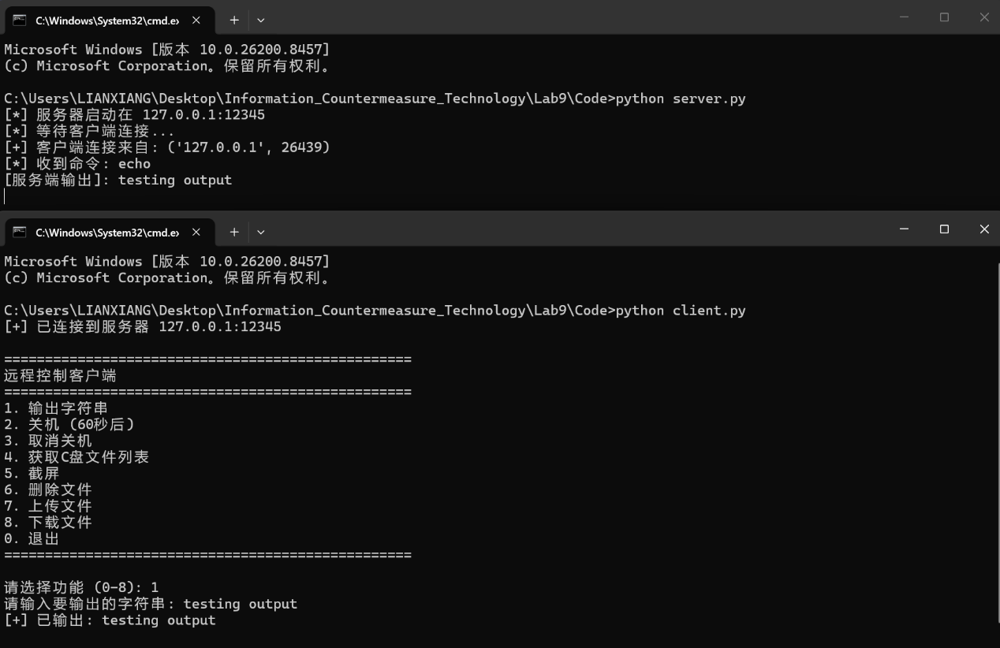 C:\Windows\System32\cmd.ex
Microsoft Windows [版本 10.0.26200.8457]
(c) Microsoft Corporation。保留所有权利。
C:\Users\LIANXIANG\Desktop\Information_Countermeasure_Technology\Lab9\Code>python server.py
[*] 服务器启动在 127.0.0.1:12345
[*] 等待客户端连接...
[+] 客户端连接来自: ('127.0.0.1', 26439)
[*] 收到命令: echo
[服务端输出]: testing output
C:\Windows\System32\cmd.ex
Microsoft Windows [版本 10.0.26200.8457]
(c) Microsoft Corporation。保留所有权利。
C:\Users\LIANXIANG\Desktop\Information_Countermeasure_Technology\Lab9\Code>python client.py
[+] 已连接到服务器 127.0.0.1:12345
==================================================
远程控制客户端
==================================================
1. 输出字符串
2. 关机 (60秒后)
3. 取消关机
4. 获取C盘文件列表
5. 截屏
6. 删除文件
7. 上传文件
8. 下载文件
0. 退出
==================================================
请选择功能 (0-8): 1
请输入要输出的字符串: testing output
[+] 已输出: testing output